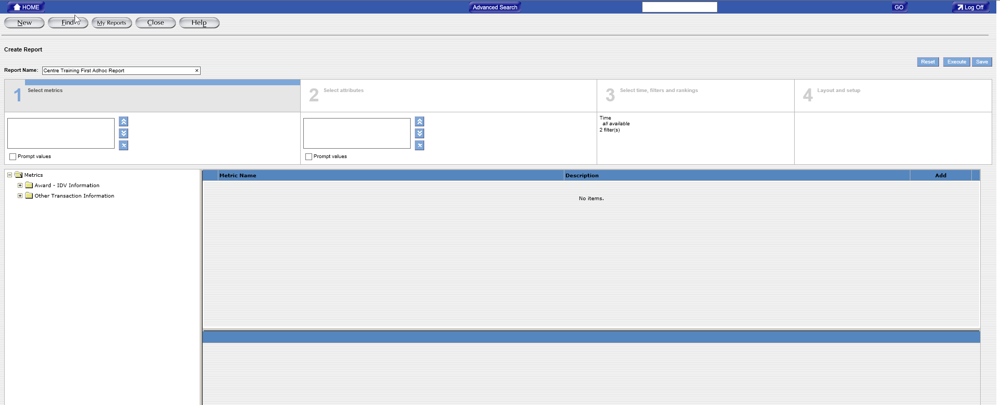 HOME
Advanced Search
GO
Log Off
New
Find
My Reports
Close
Help
Create Report
Reset
Execute
Save
Report Name: Centre Training First Adhoc Report ×
1 Select metrics
2 Select attributes
3 Select time, filters and rankings
4 Layout and setup
Time
all available
2 filter(s)
Prompt values
Prompt values
Metrics
Award - IDV Information
Other Transaction Information
Metric Name
Description
Add
No items.